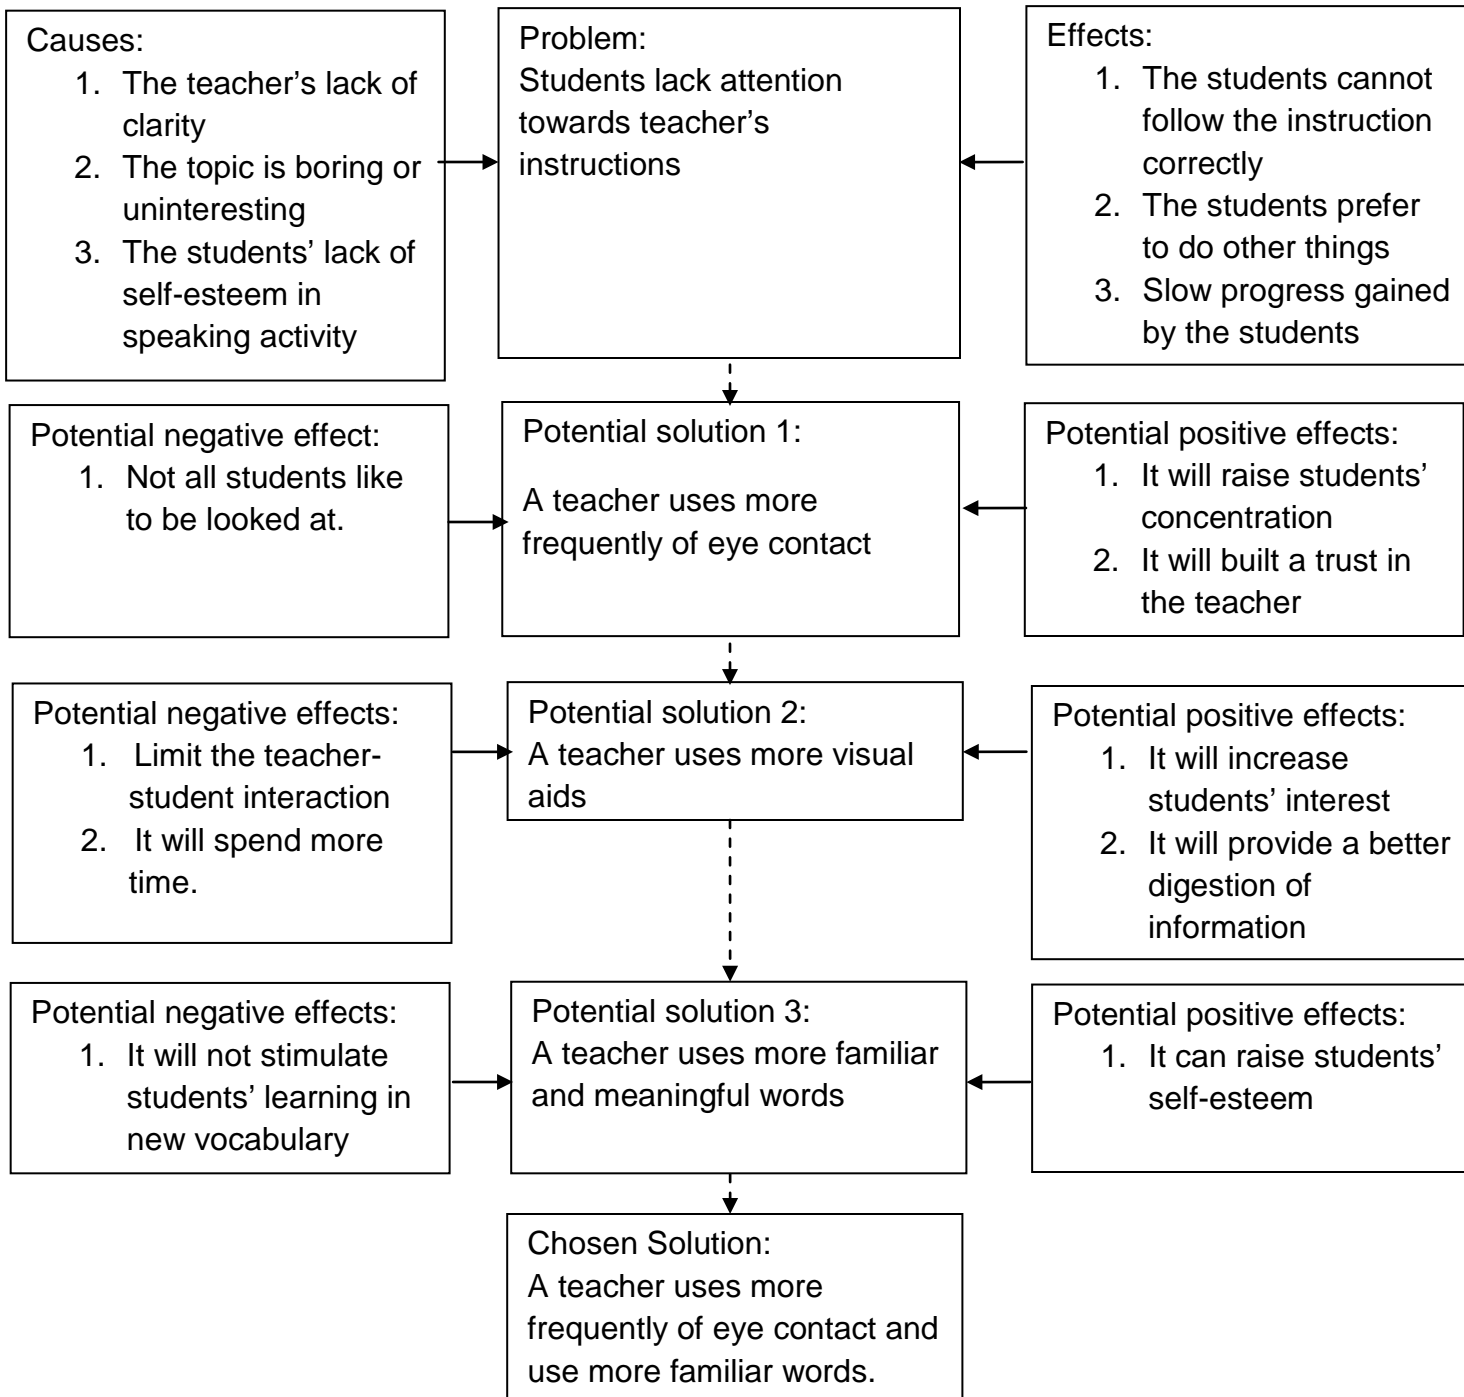 Causes:
1. The teacher’s lack of
clarity
2. The topic is boring or
uninteresting
3. The students’ lack of
self-esteem in
speaking activity
Problem:
Students lack attention
towards teacher’s
instructions
Effects:
1. The students cannot
follow the instruction
correctly
2. The students prefer
to do other things
3. Slow progress gained
by the students
Potential negative effect:
1. Not all students like
to be looked at.
Potential solution 1:
A teacher uses more
frequently of eye contact
Potential positive effects:
1. It will raise students’
concentration
2. It will built a trust in
the teacher
Potential negative effects:
1. Limit the teacher-
student interaction
2. It will spend more
time.
Potential solution 2:
A teacher uses more visual
aids
Potential positive effects:
1. It will increase
students’ interest
2. It will provide a better
digestion of
information
Potential negative effects:
1. It will not stimulate
students’ learning in
new vocabulary
Potential solution 3:
A teacher uses more familiar
and meaningful words
Potential positive effects:
1. It can raise students’
self-esteem
Chosen Solution:
A teacher uses more
frequently of eye contact and
use more familiar words.